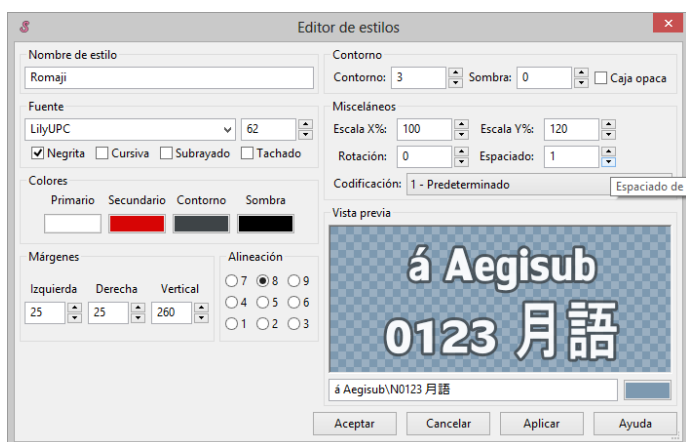 Editor de estilos
Nombre de estilo
Romaji
Fuente
LilyUPC 62
Negrita Cursiva Subrayado Tachado
Colores
Primario Secundario Contorno Sombra
Márgenes
Izquierda Derecha Vertical
25 25 260
Alineación
7 8 9
4 5 6
1 2 3
Contorno
Contorno: 3 Sombra: 0 Caja opaca
Misceláneos
Escala X%: 100 Escala Y%: 120
Rotación: 0 Espaciado: 1
Codificación: 1 - Predeterminado
Espaciado de
Vista previa
á Aegisub
0123 月語
á Aegisub\N0123 月語
Aceptar Cancelar Aplicar Ayuda